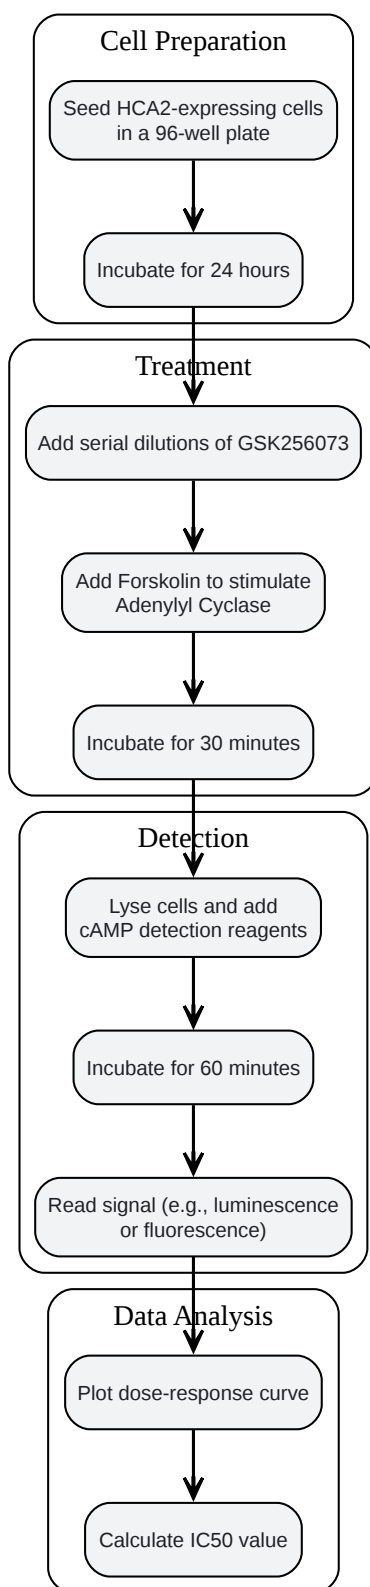 Cell Preparation
Seed HCA2-expressing cells
in a 96-well plate
Incubate for 24 hours
Treatment
Add serial dilutions of GSK256073
Add Forskolin to stimulate
Adenylyl Cyclase
Incubate for 30 minutes
Detection
Lyse cells and add
cAMP detection reagents
Incubate for 60 minutes
Read signal (e.g., luminescence
or fluorescence)
Data Analysis
Plot dose-response curve
Calculate IC50 value